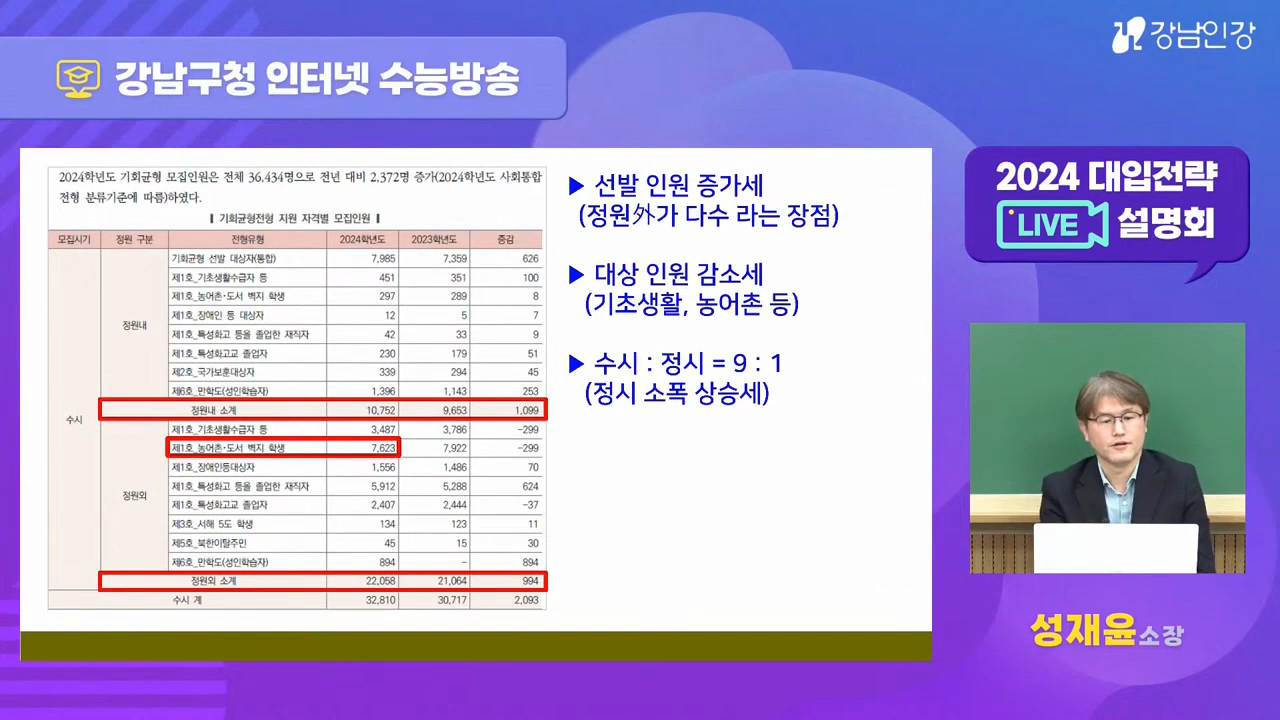 강남인강
강남구청 인터넷 수능방송
2024 대입전략
LIVE 설명회
2024학년도 기회균형 모집인원은 전체 36,434명으로 전년 대비 2,372명 증가(2024학년도 사회통합
전형 분류기준에 따름)하였다.
기회균형전형 지원 자격별 모집인원
모집시기 정원 구분 전형유형 2024학년도 2023학년도 증감
기회균형 선발 대상자(통합) 7,985 7,359 626
제1호_기초생활수급자 등 451 351 100
제1호_농어촌·도서 벽지 학생 297 289 8
제1호_장애인 등 대상자 12 5 7
정원내
제1호_특성화고 등을 졸업한 재직자 42 33 9
제1호_특성화고교 졸업자 230 179 51
제2호_국가보훈대상자 339 294 45
제6호_만학도(성인학습자) 1,396 1,143 253
정원내 소계 10,752 9,653 1,099
수시
제1호_기초생활수급자 등 3,487 3,786 -299
제1호_농어촌·도서 벽지 학생 7,623 7,922 -299
제1호_장애인등대상자 1,556 1,486 70
제1호_특성화고 등을 졸업한 재직자 5,912 5,288 624
정원외
제1호_특성화고교 졸업자 2,407 2,444 -37
제3호_서해 5도 학생 134 123 11
제5호_북한이탈주민 45 15 30
제6호_만학도(성인학습자) 894 - 894
정원외 소계 22,058 21,064 994
수시 계 32,810 30,717 2,093
▶ 선발 인원 증가세
(정원外가 다수 라는 장점)
▶ 대상 인원 감소세
(기초생활, 농어촌 등)
▶ 수시 : 정시 = 9 : 1
(정시 소폭 상승세)
성재윤소장